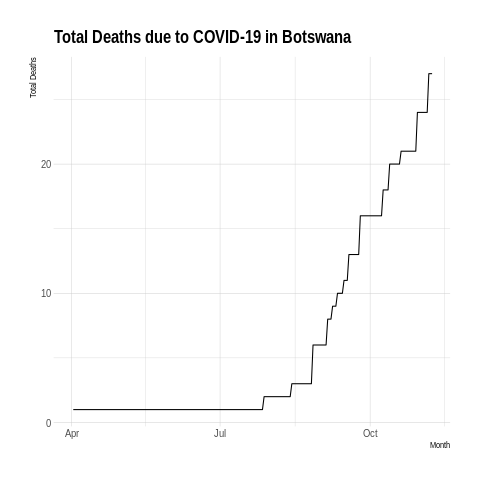 Total Deaths due to COVID-19 in Botswana
Total Deaths
20
10
0
Apr
Jul
Oct
Month